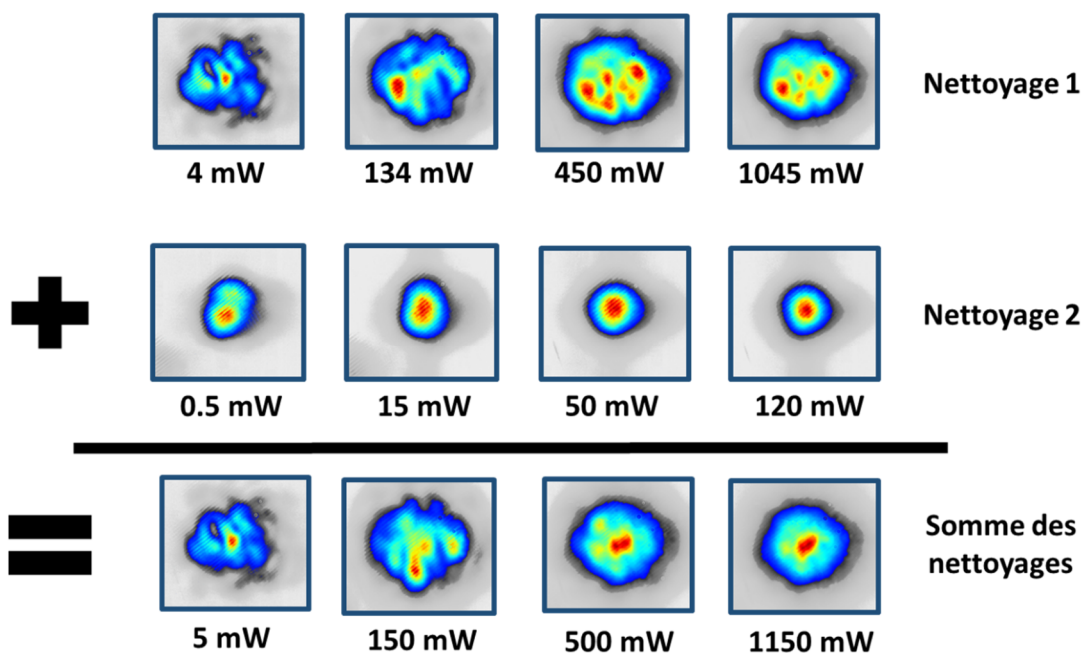 Nettoyage 1
4 mW
134 mW
450 mW
1045 mW
Nettoyage 2
0.5 mW
15 mW
50 mW
120 mW
Somme des
nettoyages
5 mW
150 mW
500 mW
1150 mW